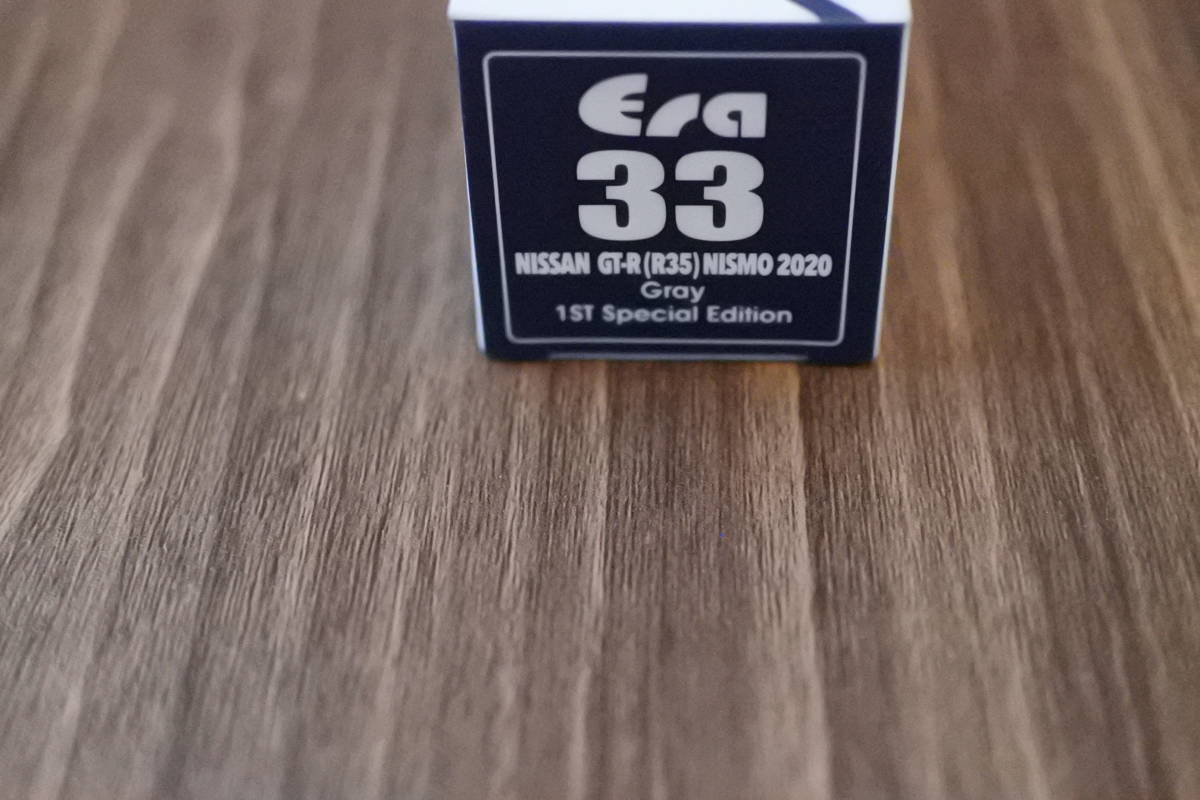 Era
33
NISSAN GT-R (R35) NISMO 2020
Gray
1ST Special Edition